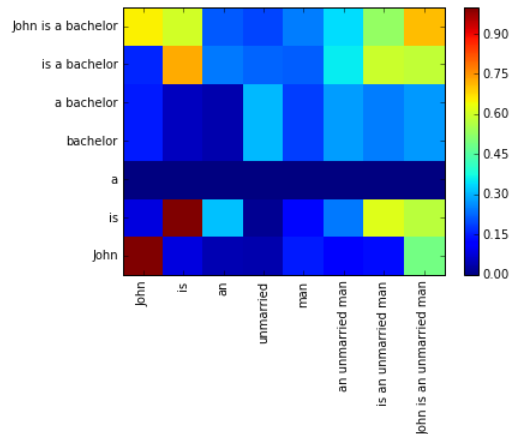 John is a bachelor
is a bachelor
a bachelor
bachelor
a
is
John
0.90
0.75
0.60
0.45
0.30
0.15
0.00
John
is
an
unmarried
man
an unmarried man
is an unmarried man
John is an unmarried man